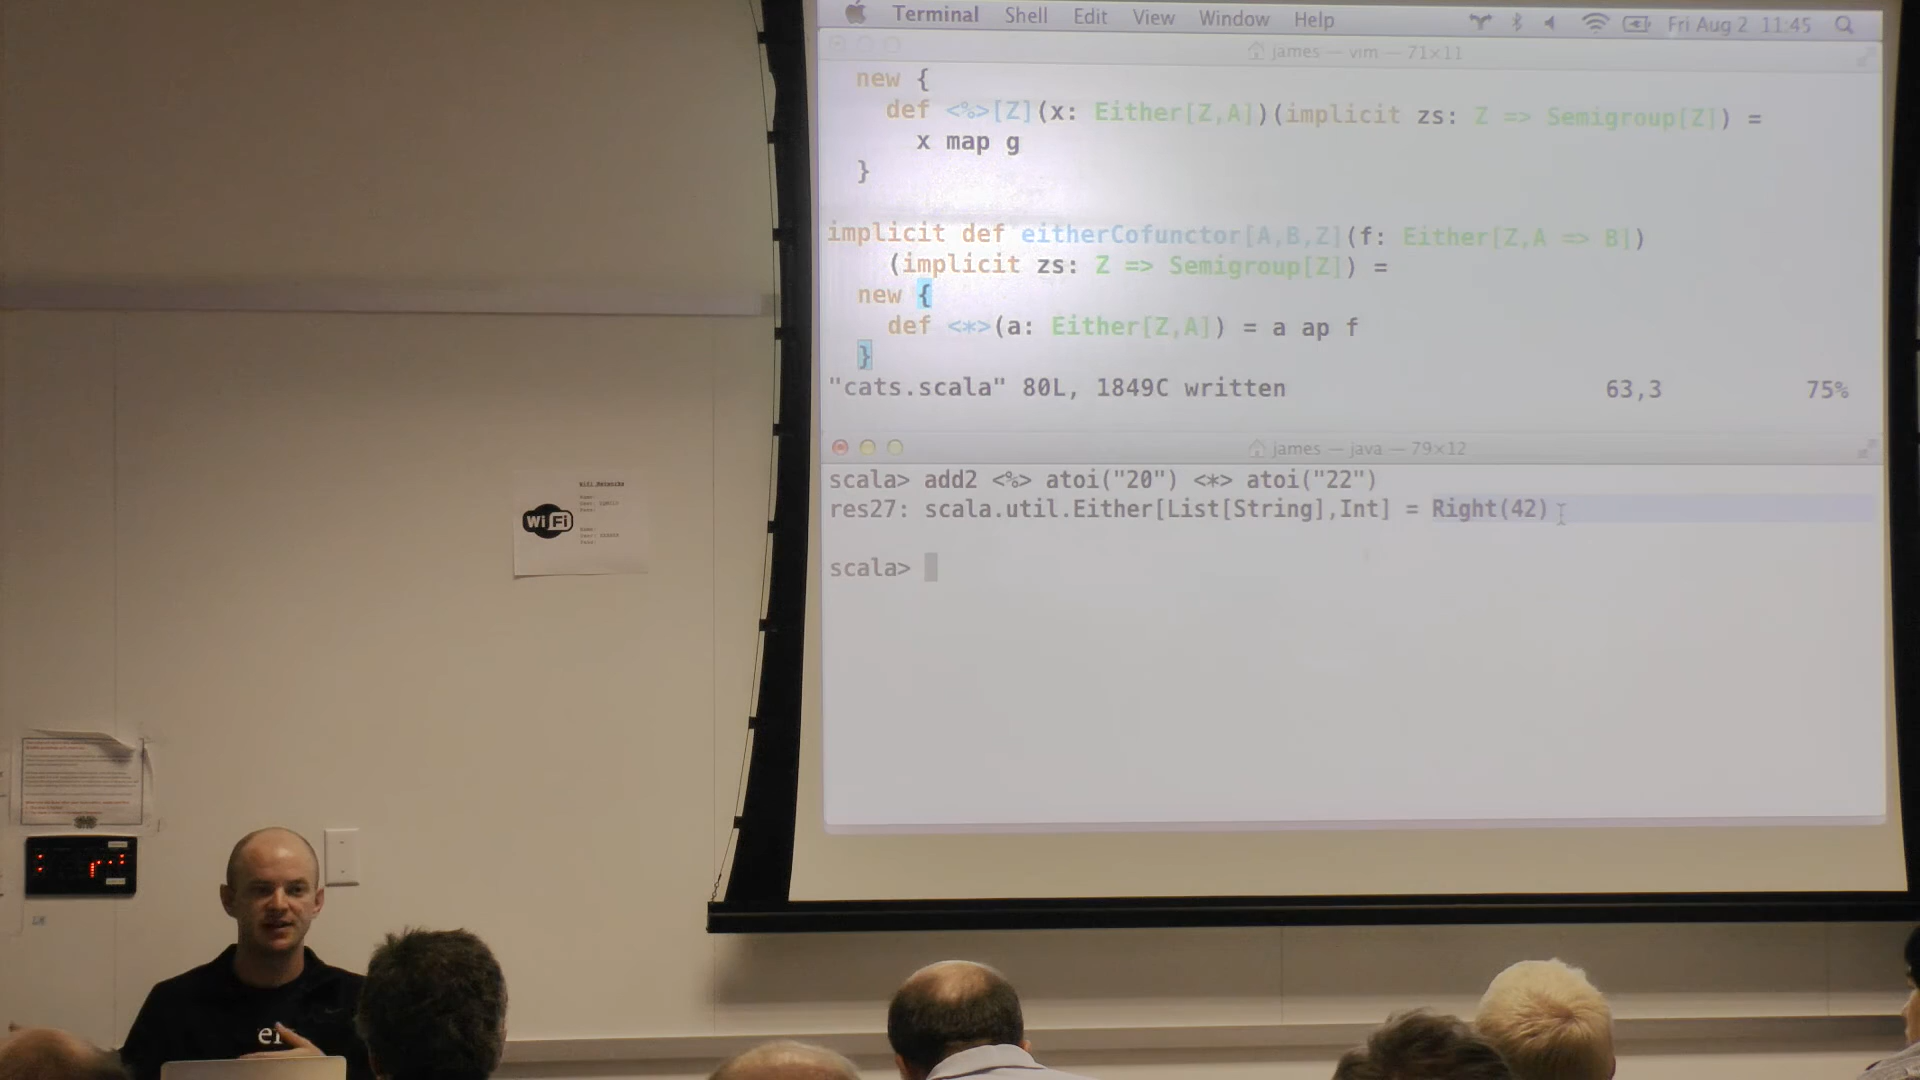 Terminal Shell Edit View Window Help Fri Aug 2 11:45
james — vim — 71×11
new {
def <%>[Z](x: Either[Z,A])(implicit zs: Z => Semigroup[Z]) =
x map g
}
implicit def eitherCofunctor[A,B,Z](f: Either[Z,A => B])
(implicit zs: Z => Semigroup[Z]) =
new {
def <*>(a: Either[Z,A]) = a ap f
}
"cats.scala" 80L, 1849C written 63,3 75%
james — java — 79×12
scala> add2 <%> atoi("20") <*> atoi("22")
res27: scala.util.Either[List[String],Int] = Right(42)
scala>
WiFi Networks
WiFi